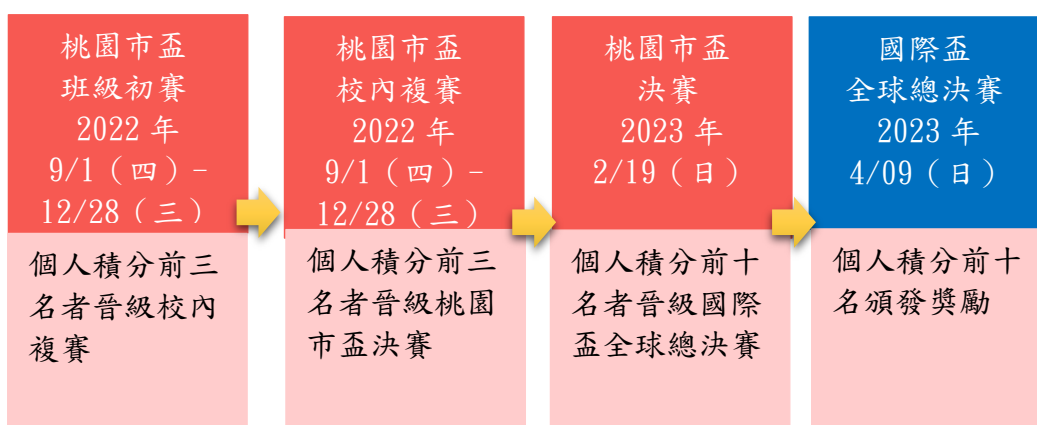 桃園市盃
班級初賽
2022 年
9/1（四）-
12/28（三）
個人積分前三
名者晉級校內
複賽
桃園市盃
校內複賽
2022 年
9/1（四）-
12/28（三）
個人積分前三
名者晉級桃園
市盃決賽
桃園市盃
決賽
2023 年
2/19（日）
個人積分前十
名者晉級國際
盃全球總決賽
國際盃
全球總決賽
2023 年
4/09（日）
個人積分前十
名頒發獎勵